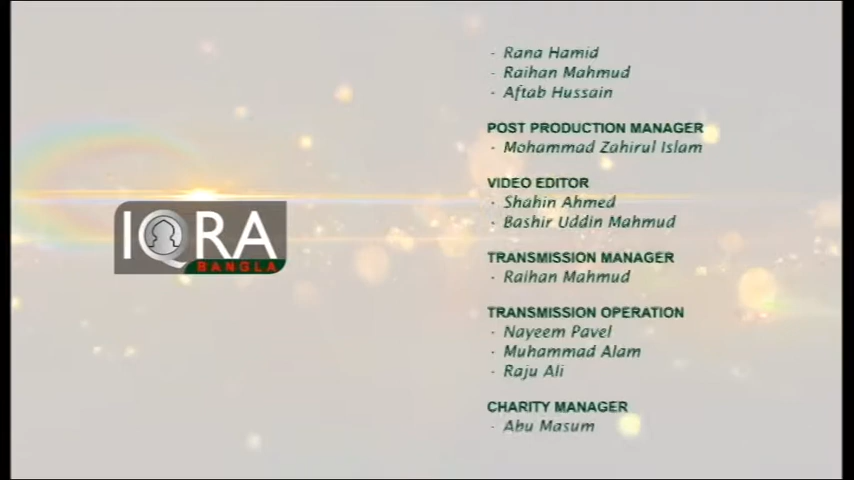 - Rana Hamid
- Raihan Mahmud
- Aftab Hussain
POST PRODUCTION MANAGER
- Mohammad Zahirul Islam
VIDEO EDITOR
- Shahin Ahmed
- Bashir Uddin Mahmud
TRANSMISSION MANAGER
- Raihan Mahmud
TRANSMISSION OPERATION
- Nayeem Pavel
- Muhammad Alam
- Raju Ali
CHARITY MANAGER
- Abu Masum
IQRA
BANGLA